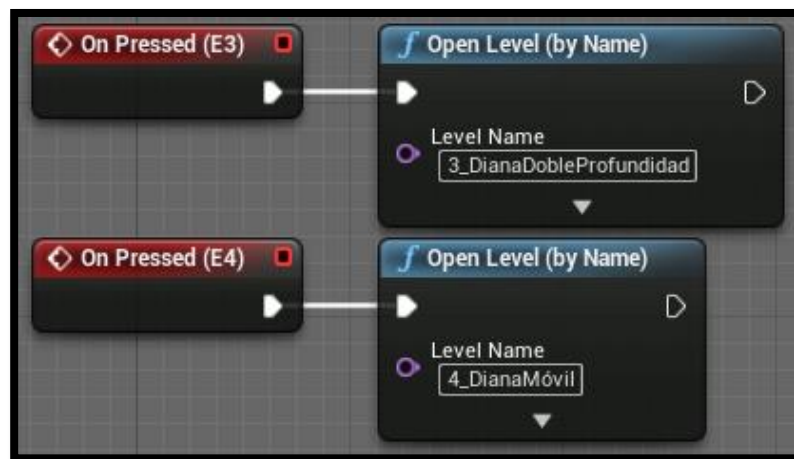 On Pressed (E3)
f Open Level (by Name)
Level Name
3_DianaDobleProfundidad
On Pressed (E4)
f Open Level (by Name)
Level Name
4_DianaMóvil